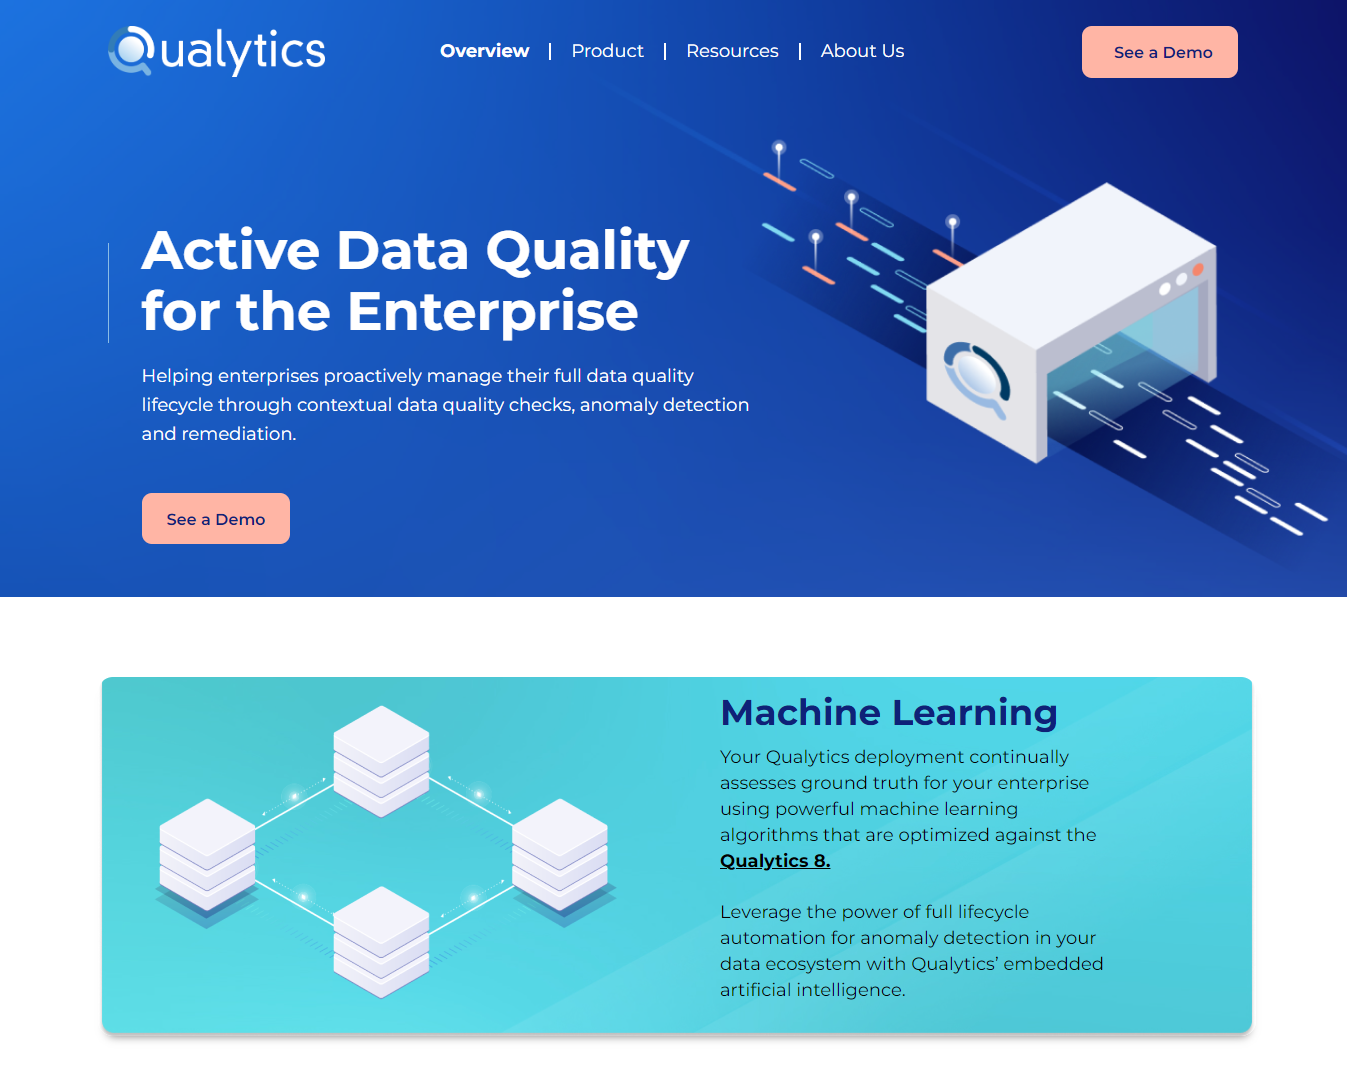 Qualytics
Overview | Product | Resources | About Us
See a Demo
Active Data Quality
for the Enterprise
Helping enterprises proactively manage their full data quality
lifecycle through contextual data quality checks, anomaly detection
and remediation.
See a Demo
Machine Learning
Your Qualytics deployment continually
assesses ground truth for your enterprise
using powerful machine learning
algorithms that are optimized against the
Qualytics 8.
Leverage the power of full lifecycle
automation for anomaly detection in your
data ecosystem with Qualytics’ embedded
artificial intelligence.